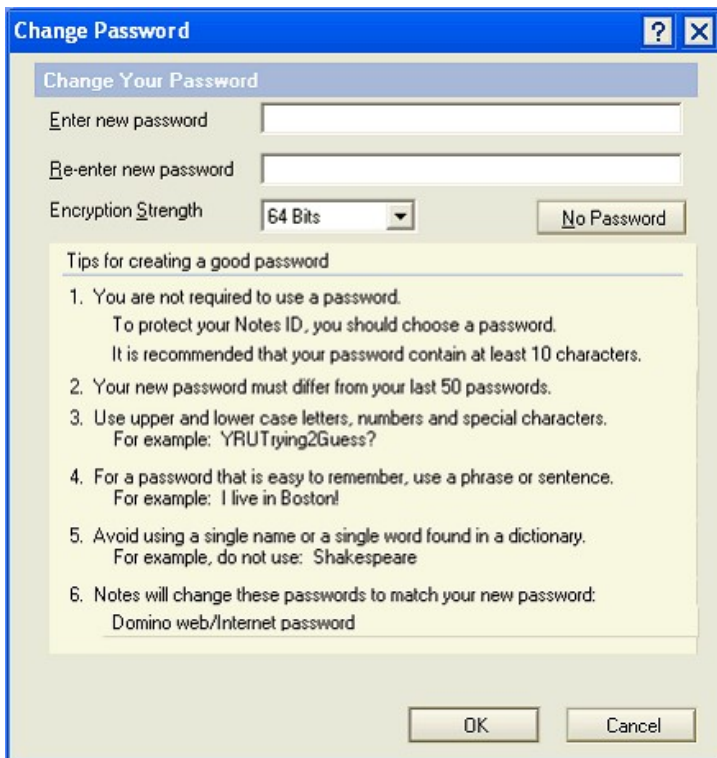 Change Password
Change Your Password
Enter new password
Re-enter new password
Encryption Strength 64 Bits No Password
Tips for creating a good password
1. You are not required to use a password.
To protect your Notes ID, you should choose a password.
It is recommended that your password contain at least 10 characters.
2. Your new password must differ from your last 50 passwords.
3. Use upper and lower case letters, numbers and special characters.
For example: YRUTrying2Guess?
4. For a password that is easy to remember, use a phrase or sentence.
For example: I live in Boston!
5. Avoid using a single name or a single word found in a dictionary.
For example, do not use: Shakespeare
6. Notes will change these passwords to match your new password:
Domino web/Internet password
OK Cancel